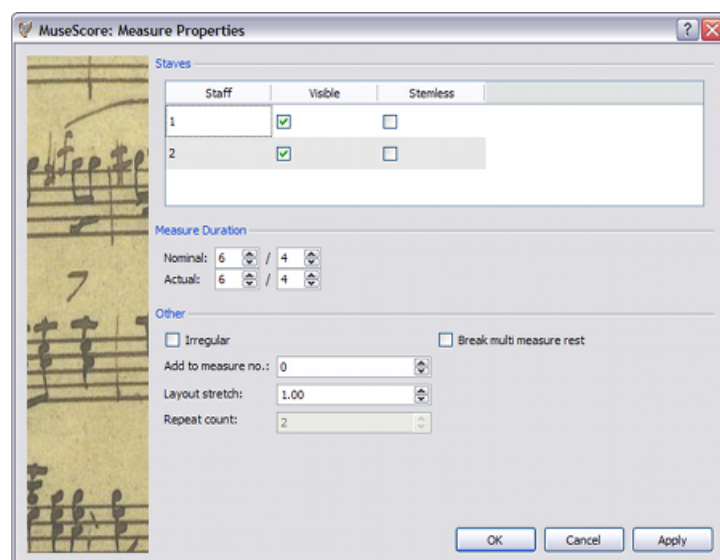 MuseScore: Measure Properties
Staves
Staff Visible Stemless
1
2
Measure Duration
Nominal: 6 / 4
Actual: 6 / 4
Other
Irregular Break multi measure rest
Add to measure no.: 0
Layout stretch: 1.00
Repeat count: 2
OK Cancel Apply
7